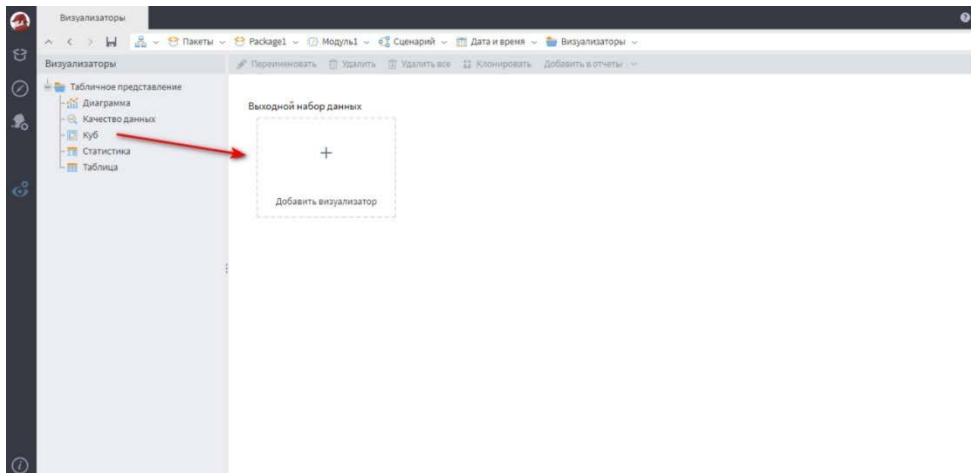 Визуализаторы
Пакеты Package1 Модуль1 Сценарий Дата и время Визуализаторы
Визуализаторы
Переименовать Удалить Удалить все Клонировать Добавить в отчеты
Табличное представление
Диаграмма
Качество данных
Куб
Статистика
Таблица
Выходной набор данных
Добавить визуализатор